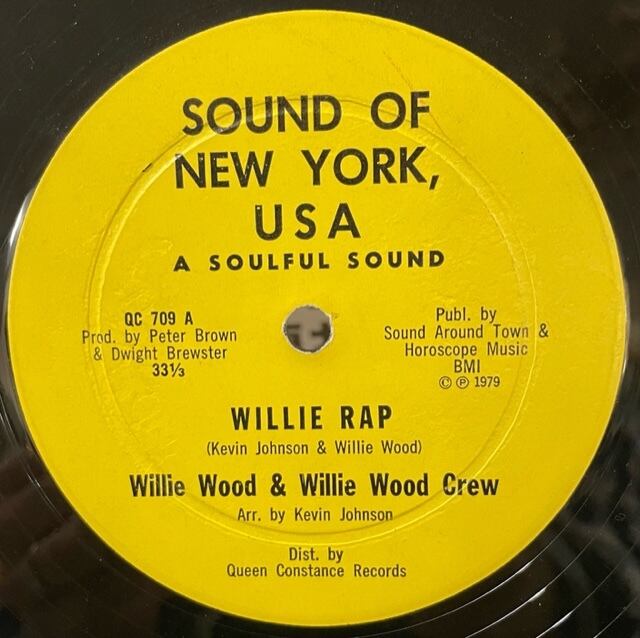 SOUND OF
NEW YORK,
USA
A SOULFUL SOUND
QC 709 A
Prod. by Peter Brown
& Dwight Brewster
33⅓
Publ. by
Sound Around Town &
Horoscope Music
BMI
© ℗ 1979
WILLIE RAP
(Kevin Johnson & Willie Wood)
Willie Wood & Willie Wood Crew
Arr. by Kevin Johnson
Dist. by
Queen Constance Records